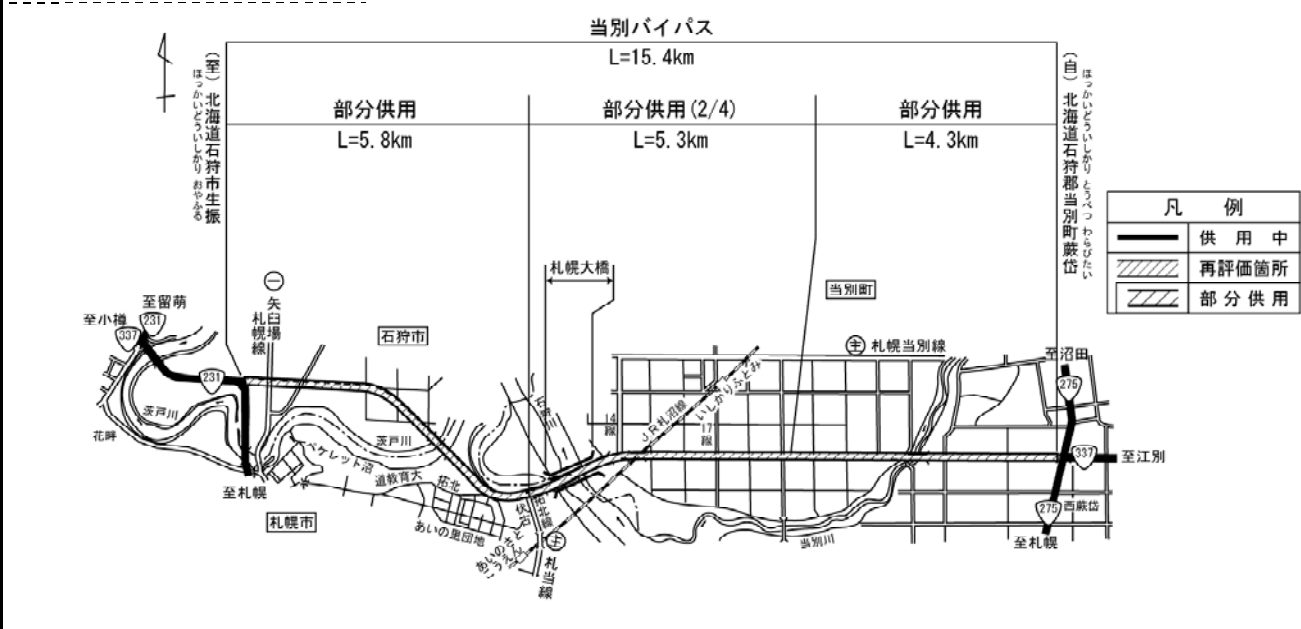 当別バイパス
L=15.4km
部分供用
L=5.8km
部分供用(2/4)
L=5.3km
部分供用
L=4.3km
(至)北海道石狩市生振
ほっかいどういしかり おやふる
(自)北海道石狩郡当別町蕨岱
ほっかいどういしかり とうべつ わらびたい
凡 例
供 用 中
再評価箇所
部分供用
札幌大橋
当別町
㊀ 矢臼場札幌線
至留萌
231
至小樽
337
石狩市
㊤ 札幌当別線
至沼田
275
231
茨戸川
花畔
茨戸川
石狩川
14線
17線
JR札沼線
いしかりふとみ
337
至江別
ペケレット沼
道教育大
拓北
至札幌
札幌市
あいの里団地
伏古拓北線
あいのさとこうえん
主 札当線
当別川
275
西蕨岱
至札幌